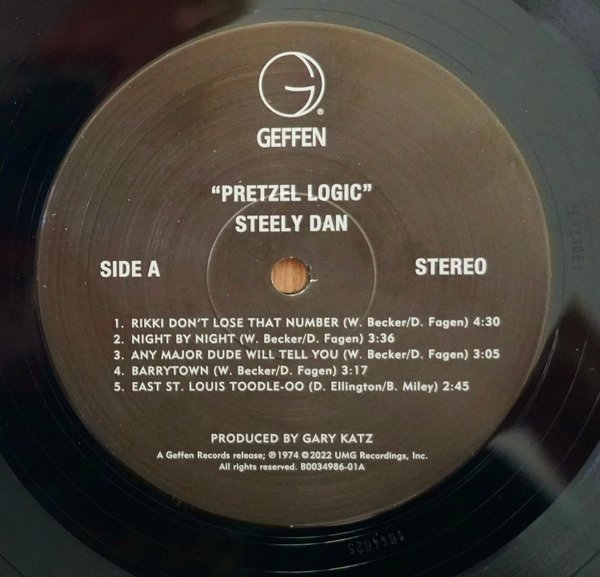 G®
GEFFEN
“PRETZEL LOGIC”
STEELY DAN
SIDE A
STEREO
1. RIKKI DON'T LOSE THAT NUMBER (W. Becker/D. Fagen) 4:30
2. NIGHT BY NIGHT (W. Becker/D. Fagen) 3:36
3. ANY MAJOR DUDE WILL TELL YOU (W. Becker/D. Fagen) 3:05
4. BARRYTOWN (W. Becker/D. Fagen) 3:17
5. EAST ST. LOUIS TOODLE-OO (D. Ellington/B. Miley) 2:45
PRODUCED BY GARY KATZ
A Geffen Records release; ℗1974 ©2022 UMG Recordings, Inc.
All rights reserved. B0034986-01A